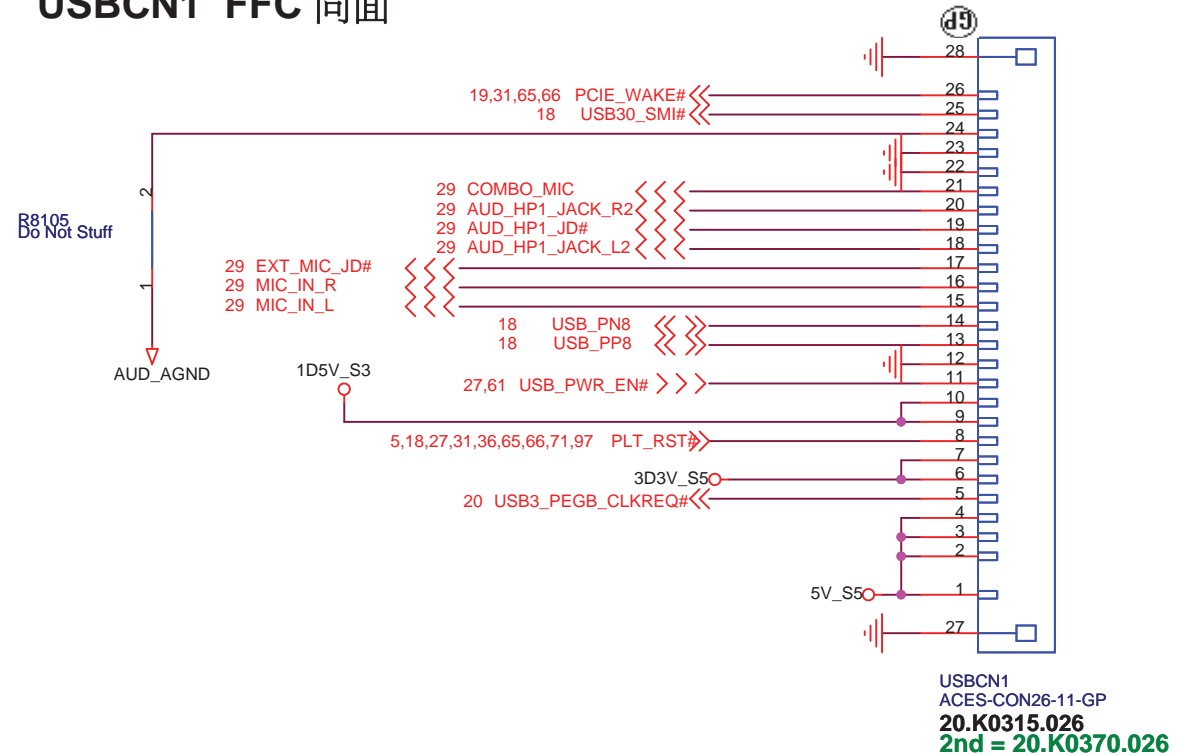 USBCN1 FFC 同面
GP
28
19,31,65,66 PCIE_WAKE# 26
18 USB30_SMI# 25
24
23
22
29 COMBO_MIC 21
29 AUD_HP1_JACK_R2 20
29 AUD_HP1_JD# 19
29 AUD_HP1_JACK_L2 18
29 EXT_MIC_JD# 17
29 MIC_IN_R 16
29 MIC_IN_L 15
18 USB_PN8 14
18 USB_PP8 13
12
27,61 USB_PWR_EN# 11
10
9
5,18,27,31,36,65,66,71,97 PLT_RST# 8
7
3D3V_S5 6
20 USB3_PEGB_CLKREQ# 5
4
3
2
5V_S5 1
27
2
R8105
Do Not Stuff
1
AUD_AGND
1D5V_S3
USBCN1
ACES-CON26-11-GP
20.K0315.026
2nd = 20.K0370.026